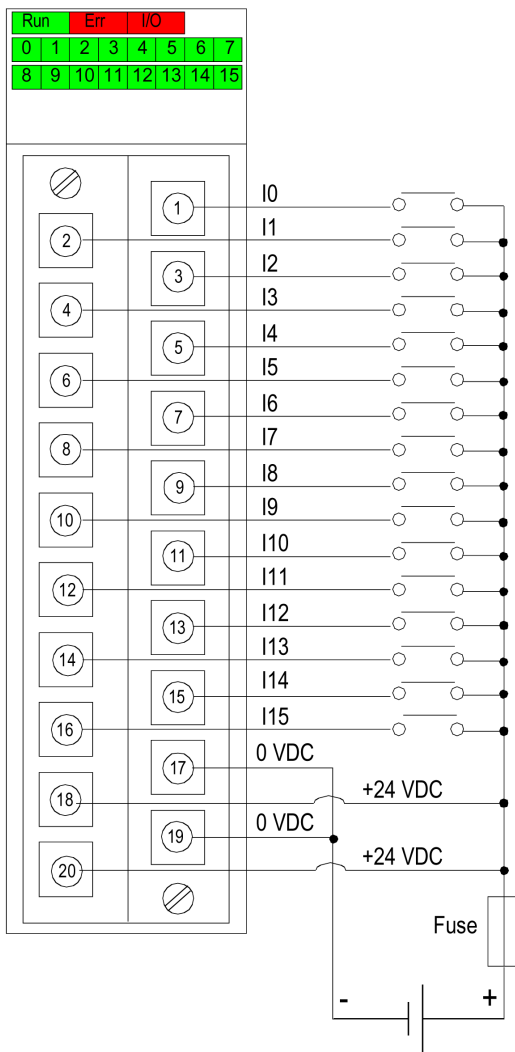 Run Err I/O
0 1 2 3 4 5 6 7
8 9 10 11 12 13 14 15
1 I0
2 I1
3 I2
4 I3
5 I4
6 I5
7 I6
8 I7
9 I8
10 I9
11 I10
12 I11
13 I12
14 I13
15 I14
16 I15
17 0 VDC
18 +24 VDC
19 0 VDC
20 +24 VDC
Fuse
- +